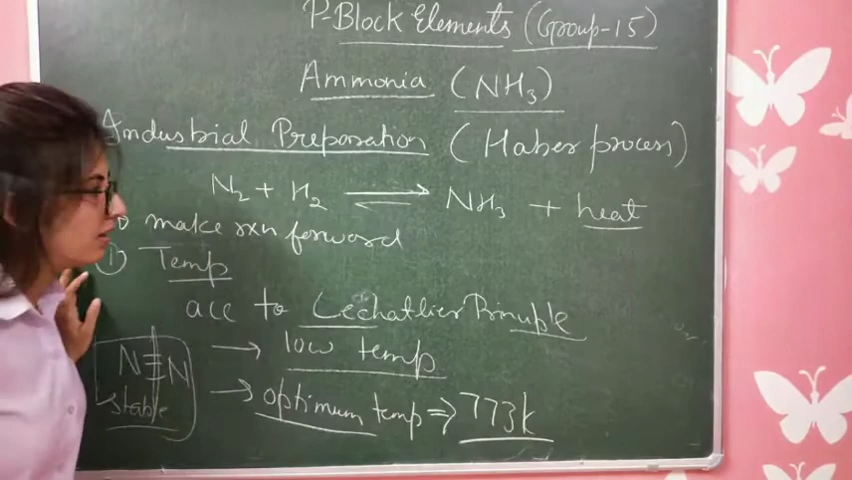 P-Block Elements (Group-15)
Ammonia (NH3)
Industrial Preparation (Haber process)
N2 + H2 ⇌ NH3 + heat
make rxn forward
① Temp
acc to Lechatlier Principle
→ low temp
N≡N
stable
→ optimum temp ⇒ 773k